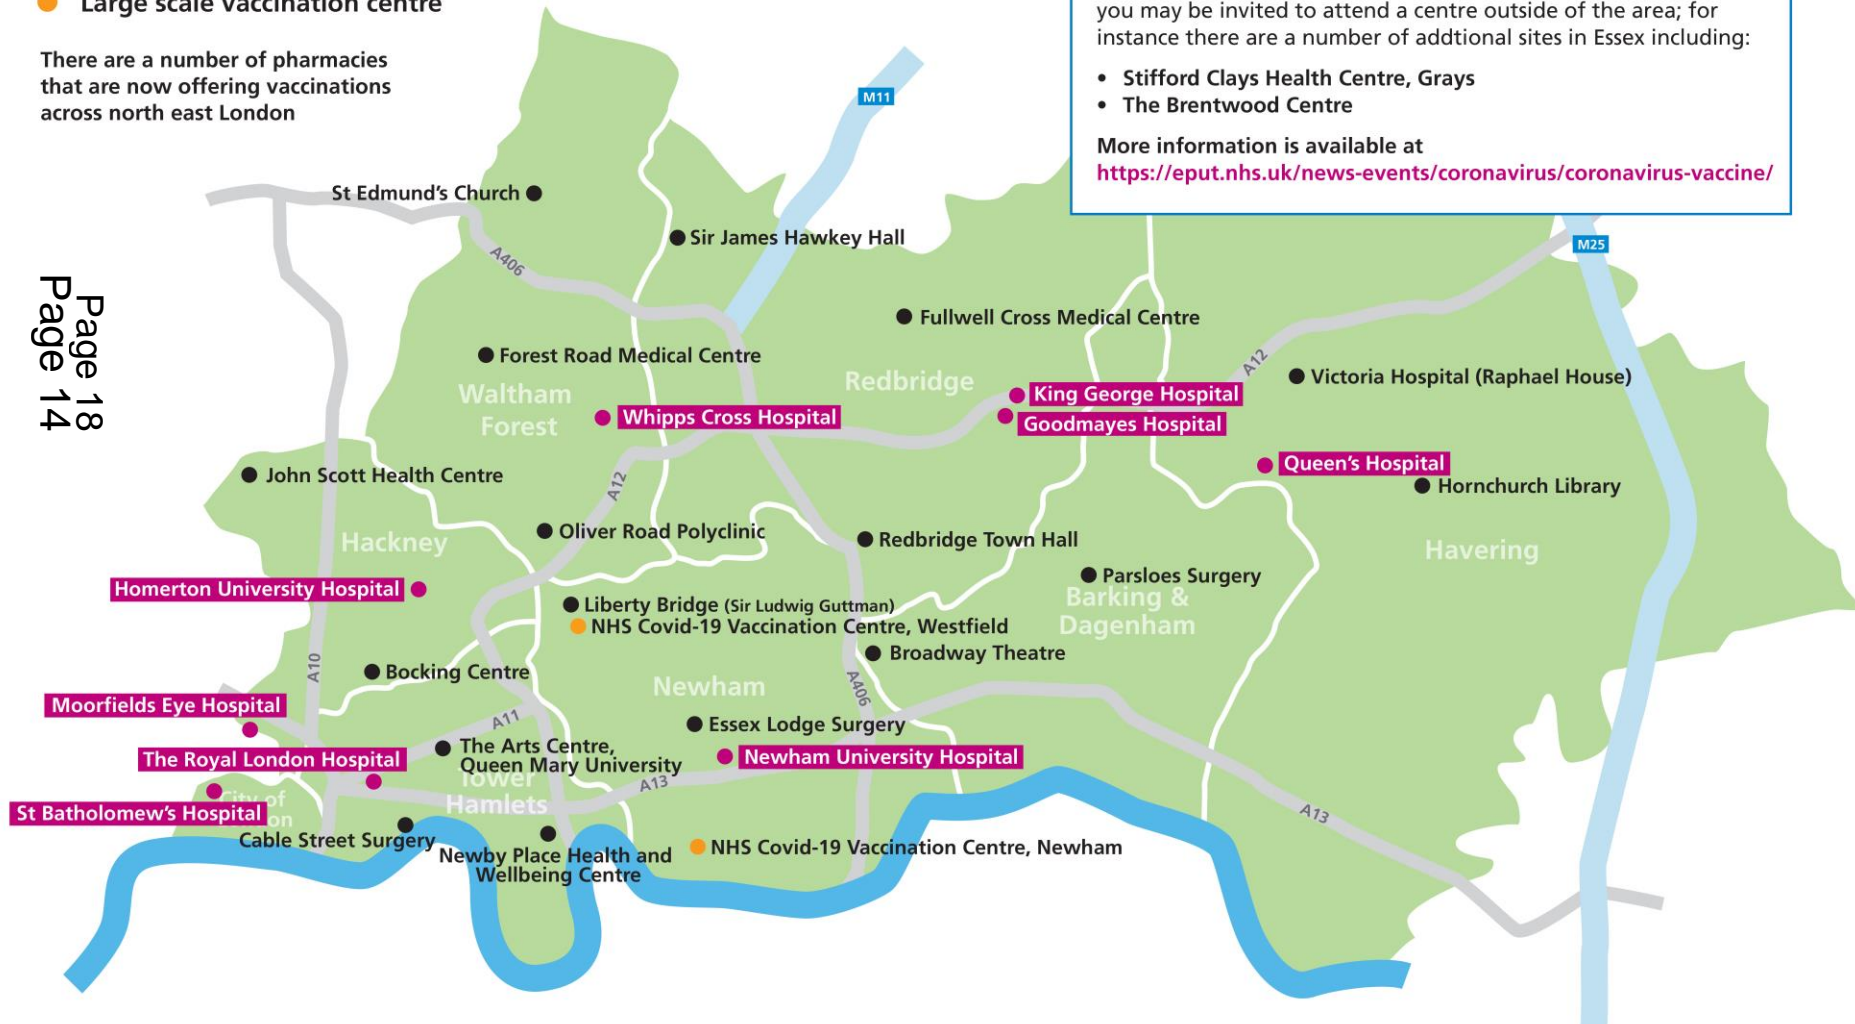 Large scale vaccination centre
There are a number of pharmacies
that are now offering vaccinations
across north east London
you may be invited to attend a centre outside of the area; for
instance there are a number of addtional sites in Essex including:
• Stifford Clays Health Centre, Grays
• The Brentwood Centre
More information is available at
https://eput.nhs.uk/news-events/coronavirus/coronavirus-vaccine/
Page 18
Page 14
M11
St Edmund's Church
Sir James Hawkey Hall
A406
M25
Fullwell Cross Medical Centre
Forest Road Medical Centre
A12
Victoria Hospital (Raphael House)
Redbridge
Waltham
Forest
King George Hospital
Whipps Cross Hospital
Goodmayes Hospital
Queen's Hospital
John Scott Health Centre
A12
Hornchurch Library
Oliver Road Polyclinic
Redbridge Town Hall
Hackney
Havering
Parsloes Surgery
Homerton University Hospital
Barking &
Dagenham
Liberty Bridge (Sir Ludwig Guttman)
NHS Covid-19 Vaccination Centre, Westfield
Broadway Theatre
A10
Bocking Centre
Newham
A406
Moorfields Eye Hospital
A11
Essex Lodge Surgery
The Arts Centre,
Queen Mary University
The Royal London Hospital
Newham University Hospital
Tower
Hamlets
A13
City of
St Batholomew's Hospital
A13
Cable Street Surgery
Newby Place Health and
Wellbeing Centre
NHS Covid-19 Vaccination Centre, Newham